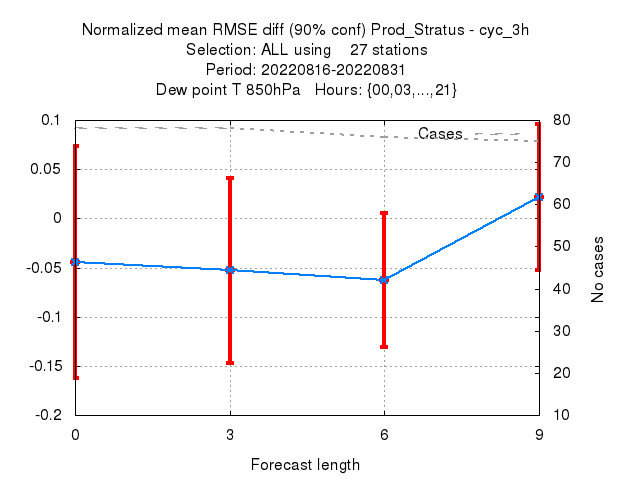 Normalized mean RMSE diff (90% conf) Prod_Stratus - cyc_3h
Selection: ALL using    27 stations
Period: 20220816-20220831
Dew point T 850hPa   Hours: {00,03,...,21}
0.1
0.05
0
-0.05
-0.1
-0.15
-0.2
Cases
80
70
60
50
40
30
20
10
No cases
0
3
6
9
Forecast length